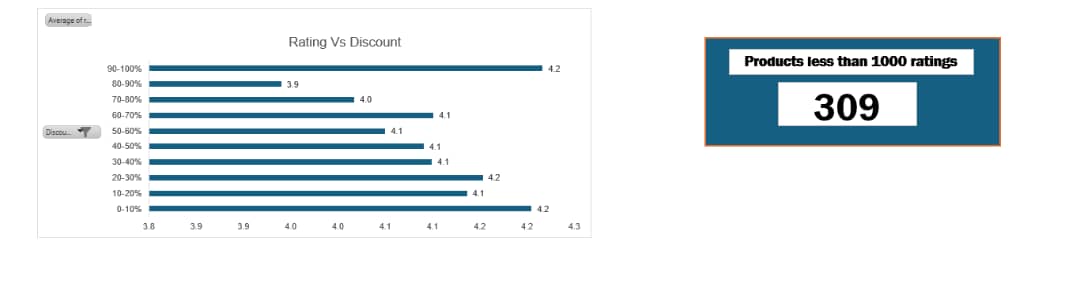 Average of r...
Rating Vs Discount
90-100% 4.2
80-90% 3.9
70-80% 4.0
60-70% 4.1
50-60% 4.1
40-50% 4.1
30-40% 4.1
20-30% 4.2
10-20% 4.1
0-10% 4.2
Discou...
3.8 3.9 3.9 4.0 4.0 4.1 4.1 4.2 4.2 4.3
Products less than 1000 ratings
309